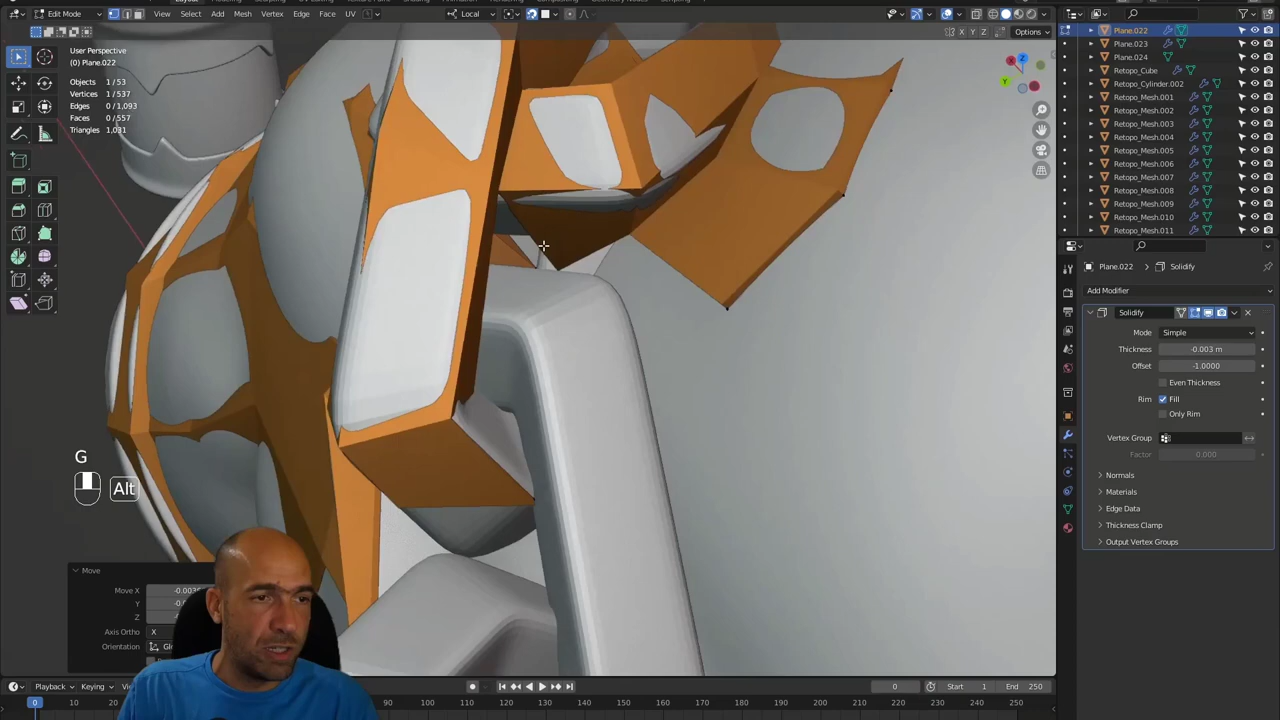 Layout
Edit Mode
View Select Add Mesh Vertex Edge Face UV
Local
X Y Z Options
User Perspective
(0) Plane.022
Objects 1/53
Vertices 1/537
Edges 0/1,093
Faces 0/557
Triangles 1,031
G
Alt
Move
Move X
Y
Z
Axis Ortho X
Orientation
Plane.022
Plane.023
Plane.024
Retopo_Cube
Retopo_Cylinder.002
Retopo_Mesh.001
Retopo_Mesh.002
Retopo_Mesh.003
Retopo_Mesh.004
Retopo_Mesh.005
Retopo_Mesh.006
Retopo_Mesh.007
Retopo_Mesh.008
Retopo_Mesh.009
Retopo_Mesh.010
Retopo_Mesh.011
Plane.022 Solidify
Add Modifier
Solidify
Mode Simple
Thickness -0.003 m
Offset -1.0000
Even Thickness
Rim Fill
Only Rim
Vertex Group
Factor 0.000
Normals
Materials
Edge Data
Thickness Clamp
Output Vertex Groups
Playback Keying
0 Start 1 End 250
0 100 110 120 130 140 150 160 170 180 190 200 210 220 230 240 250